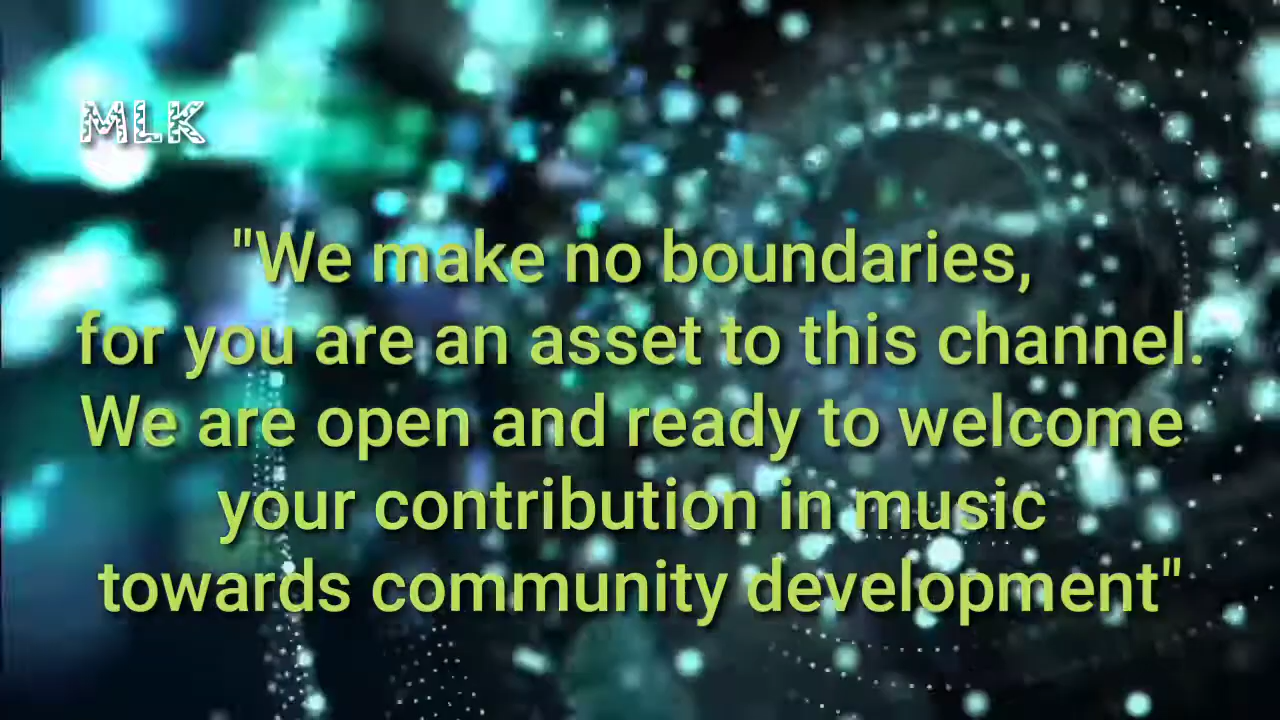 MLK
"We make no boundaries,
for you are an asset to this channel.
We are open and ready to welcome
your contribution in music
towards community development"